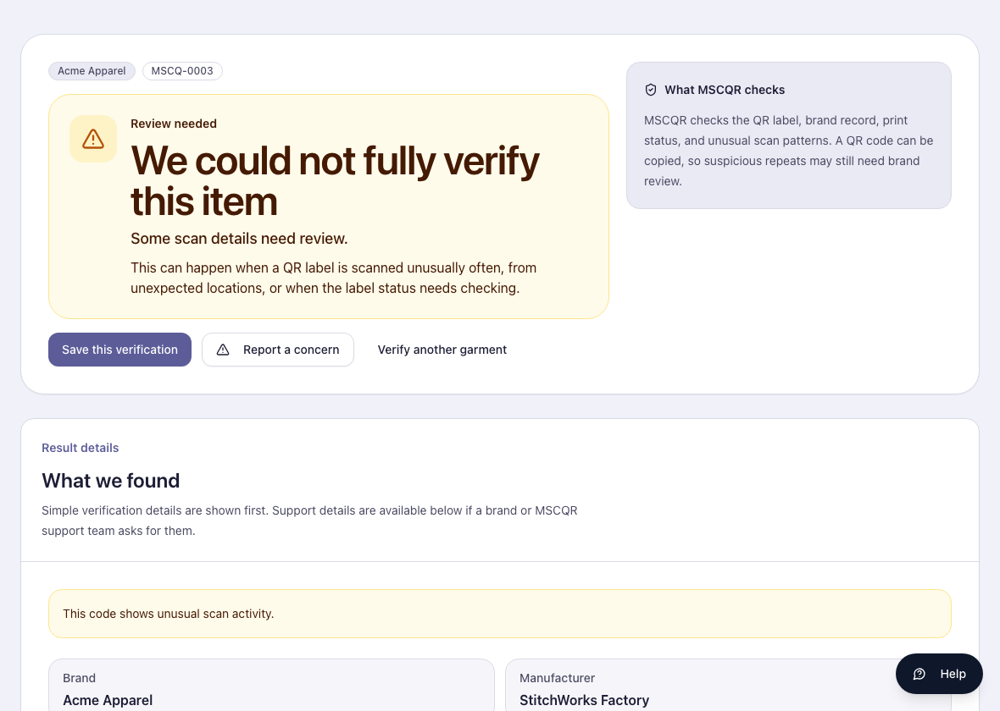 Acme Apparel
MSCQ-0003
Review needed
We could not fully verify
this item
Some scan details need review.
This can happen when a QR label is scanned unusually often, from
unexpected locations, or when the label status needs checking.
Save this verification
Report a concern
Verify another garment
What MSCQR checks
MSCQR checks the QR label, brand record, print
status, and unusual scan patterns. A QR code can be
copied, so suspicious repeats may still need brand
review.
Result details
What we found
Simple verification details are shown first. Support details are available below if a brand or MSCQR
support team asks for them.
This code shows unusual scan activity.
Brand
Acme Apparel
Manufacturer
StitchWorks Factory
Help